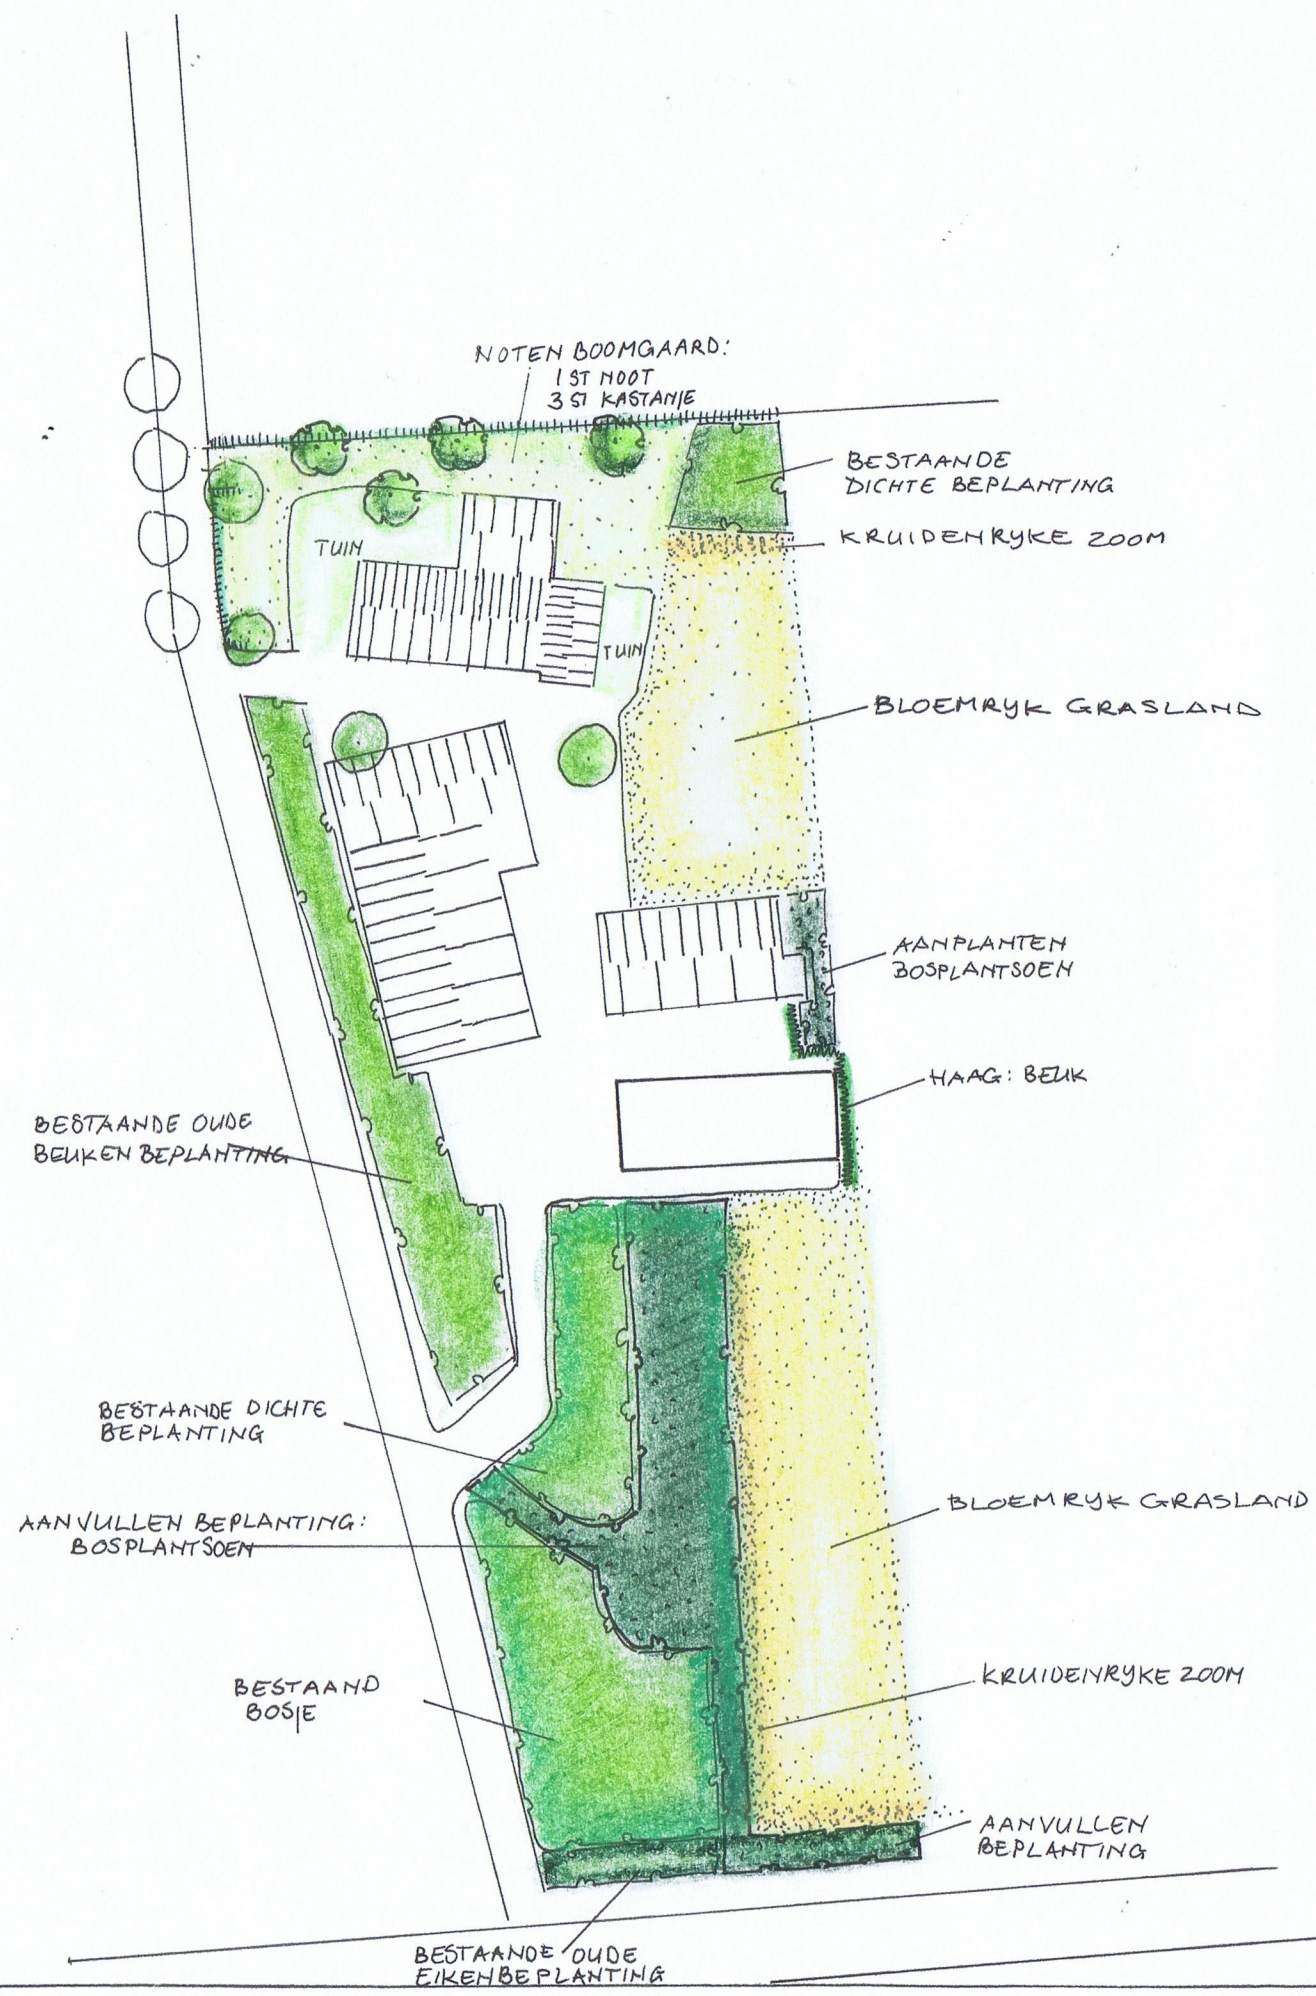 NOTEN BOOMGAARD:
1 ST NOOT
3 ST KASTANJE
BESTAANDE
DICHTE BEPLANTING
KRUIDENRYKE ZOOM
TUIN
TUIN
BLOEMRYK GRASLAND
AANPLANTEN
BOSPLANTSOEN
HAAG: BEUK
BESTAANDE OUDE
BEUKEN BEPLANTING
BESTAANDE DICHTE
BEPLANTING
BLOEMRYK GRASLAND
AANVULLEN BEPLANTING:
BOSPLANTSOEN
KRUIDENRYKE ZOOM
BESTAAND
BOSJE
AANVULLEN
BEPLANTING
BESTAANDE OUDE
EIKENBEPLANTING